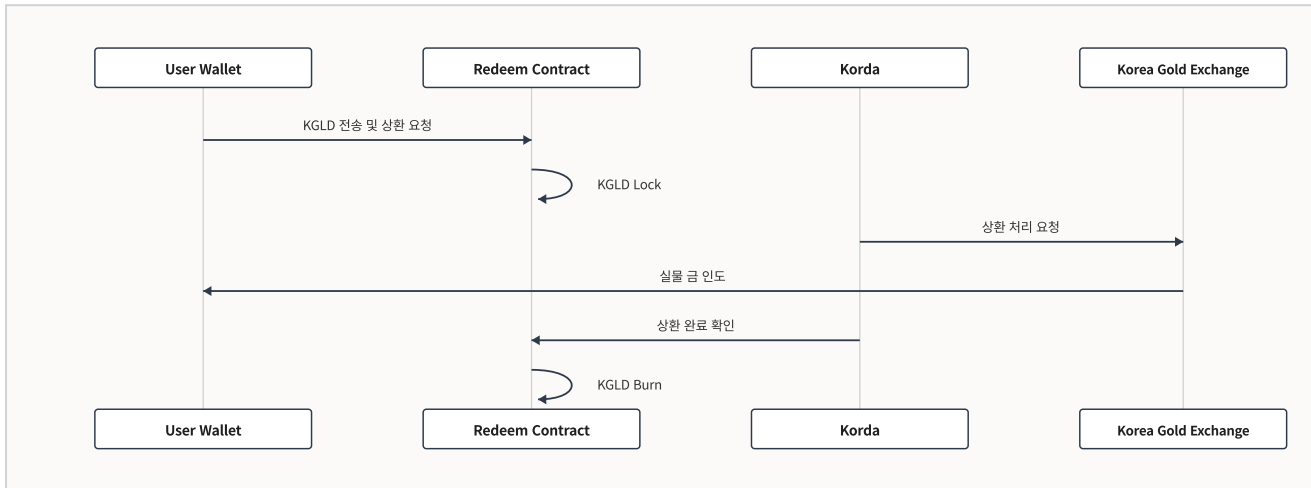 User Wallet
Redeem Contract
Korda
Korea Gold Exchange
KGLD 전송 및 상환 요청
KGLD Lock
상환 처리 요청
실물 금 인도
상환 완료 확인
KGLD Burn
User Wallet
Redeem Contract
Korda
Korea Gold Exchange